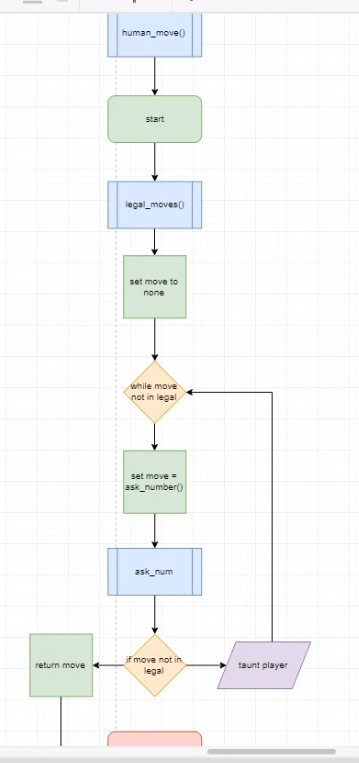 human_move()
start
legal_moves()
set move to
none
while move
not in legal
set move =
ask_number()
ask_num
if move not in
legal
return move
taunt player